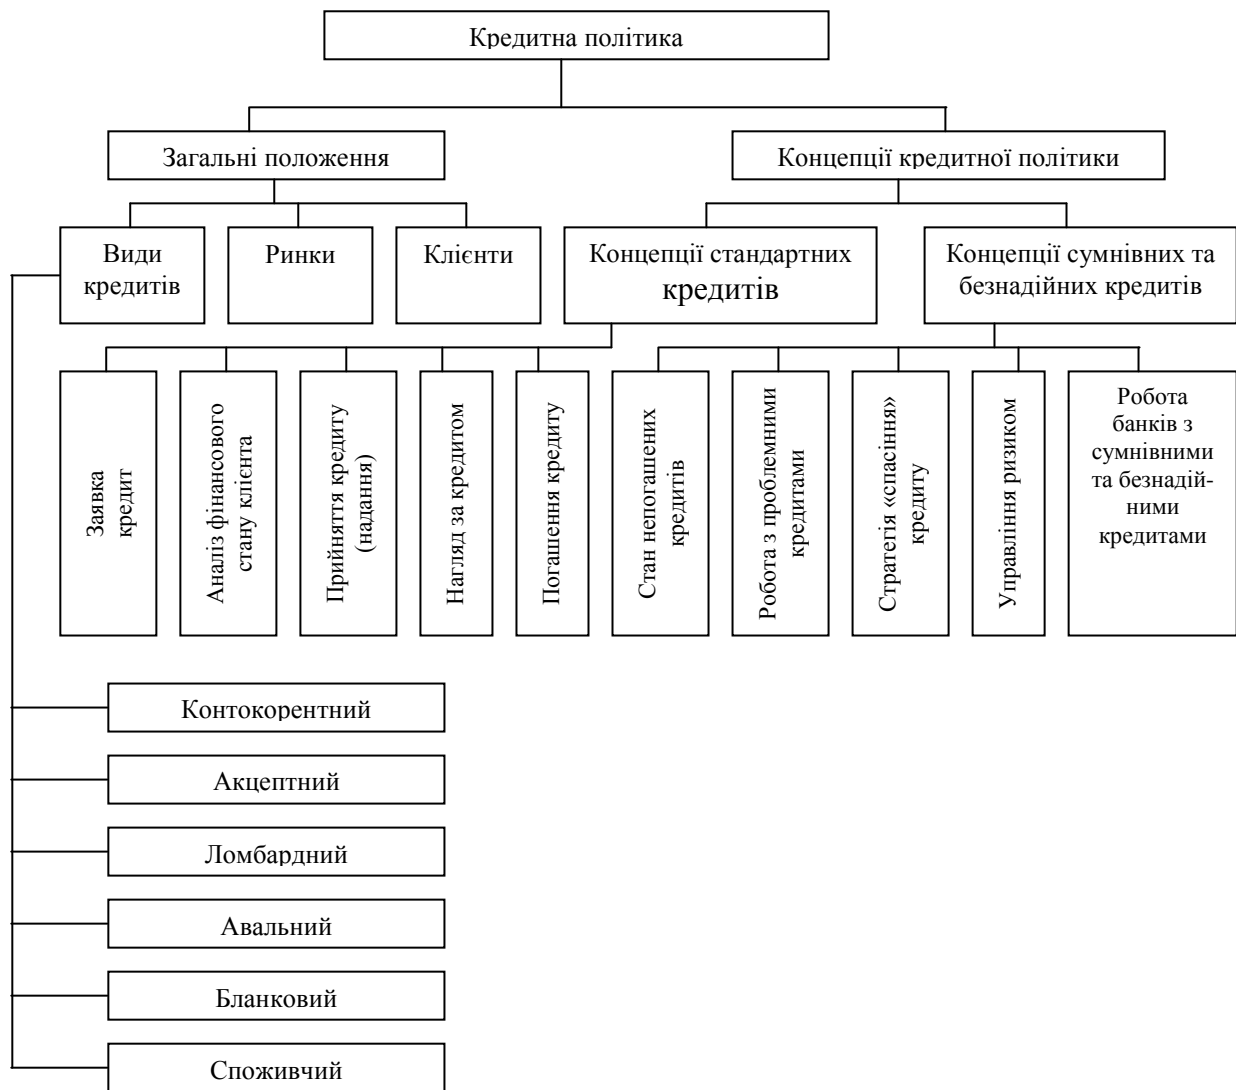 Кредитна політика
Загальні положення
Концепції кредитної політики
Види
кредитів
Ринки
Клієнти
Концепції стандартних
кредитів
Концепції сумнівних та
безнадійних кредитів
Заявка
кредит
Аналіз фінансового
стану клієнта
Прийняття кредиту
(надання)
Нагляд за кредитом
Погашення кредиту
Стан непогашених
кредитів
Робота з проблемними
кредитами
Стратегія «спасіння»
кредиту
Управління ризиком
Робота
банків з
сумнівними
та безнадій-
ними
кредитами
Контокорентний
Акцептний
Ломбардний
Авальний
Бланковий
Споживчий